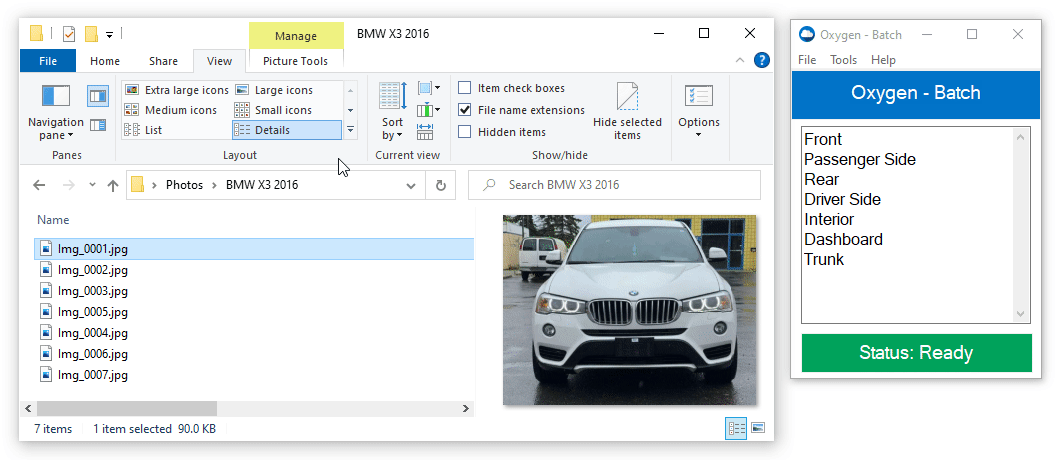 Manage
BMW X3 2016
File
Home
Share
View
Picture Tools
Navigation pane
Extra large icons
Large icons
Medium icons
Small icons
List
Details
Sort by
Item check boxes
File name extensions
Hidden items
Hide selected items
Options
Panes
Layout
Current view
Show/hide
Photos
BMW X3 2016
Search BMW X3 2016
Name
Img_0001.jpg
Img_0002.jpg
Img_0003.jpg
Img_0005.jpg
Img_0004.jpg
Img_0006.jpg
Img_0007.jpg
7 items
1 item selected 90.0 KB
Oxygen - Batch
File Tools Help
Oxygen - Batch
Front
Passenger Side
Rear
Driver Side
Interior
Dashboard
Trunk
Status: Ready